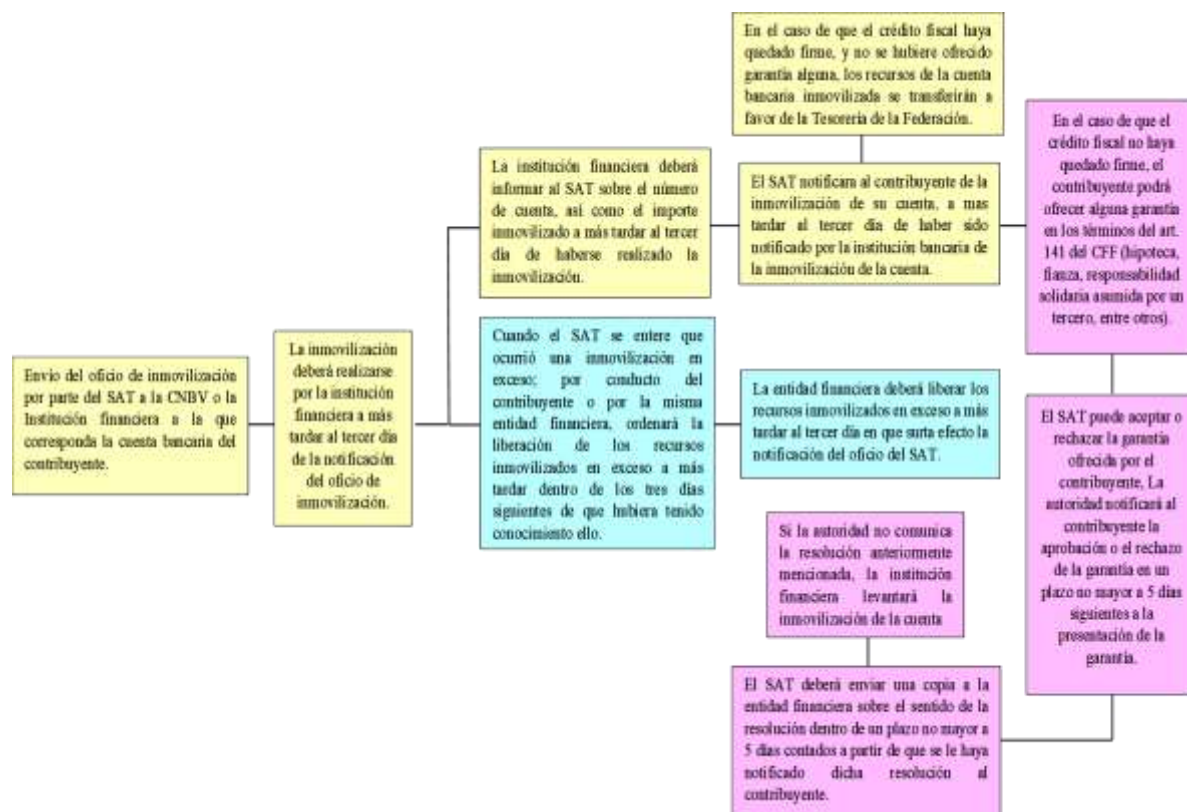 Envío del oficio de inmovilización
por parte del SAT a la CNBV o la
Institución financiera a la que
corresponda la cuenta bancaria del
contribuyente.
La inmovilización
deberá realizarse
por la institución
financiera a más
tardar al tercer día
de la notificación
del oficio de
inmovilización.
La institución financiera deberá
informar al SAT sobre el número
de cuenta, así como el importe
inmovilizado a más tardar al tercer
día de haberse realizado la
inmovilización.
En el caso de que el crédito fiscal haya
quedado firme, y no se hubiere ofrecido
garantía alguna, los recursos de la cuenta
bancaria inmovilizada se transferirán a
favor de la Tesorería de la Federación.
El SAT notificara al contribuyente de la
inmovilización de su cuenta, a mas
tardar al tercer día de haber sido
notificado por la institución bancaria de
la inmovilización de la cuenta.
En el caso de que el
crédito fiscal no haya
quedado firme, el
contribuyente podrá
ofrecer alguna garantía
en los términos del art.
141 del CFF (hipoteca,
fianza, responsabilidad
solidaria asumida por un
tercero, entre otros).
Cuando el SAT se entere que
ocurrió una inmovilización en
exceso; por conducto del
contribuyente o por la misma
entidad financiera, ordenará la
liberación de los recursos
inmovilizados en exceso a más
tardar dentro de los tres días
siguientes de que hubiera tenido
conocimiento ello.
La entidad financiera deberá liberar los
recursos inmovilizados en exceso a más
tardar al tercer día en que surta efecto la
notificación del oficio del SAT.
El SAT puede aceptar o
rechazar la garantía
ofrecida por el
contribuyente, La
autoridad notificará al
contribuyente la
aprobación o el rechazo
de la garantía en un
plazo no mayor a 5 días
siguientes a la
presentación de la
garantía.
Si la autoridad no comunica
la resolución anteriormente
mencionada, la institución
financiera levantará la
inmovilización de la cuenta
El SAT deberá enviar una copia a la
entidad financiera sobre el sentido de la
resolución dentro de un plazo no mayor a
5 días contados a partir de que se le haya
notificado dicha resolución al
contribuyente.